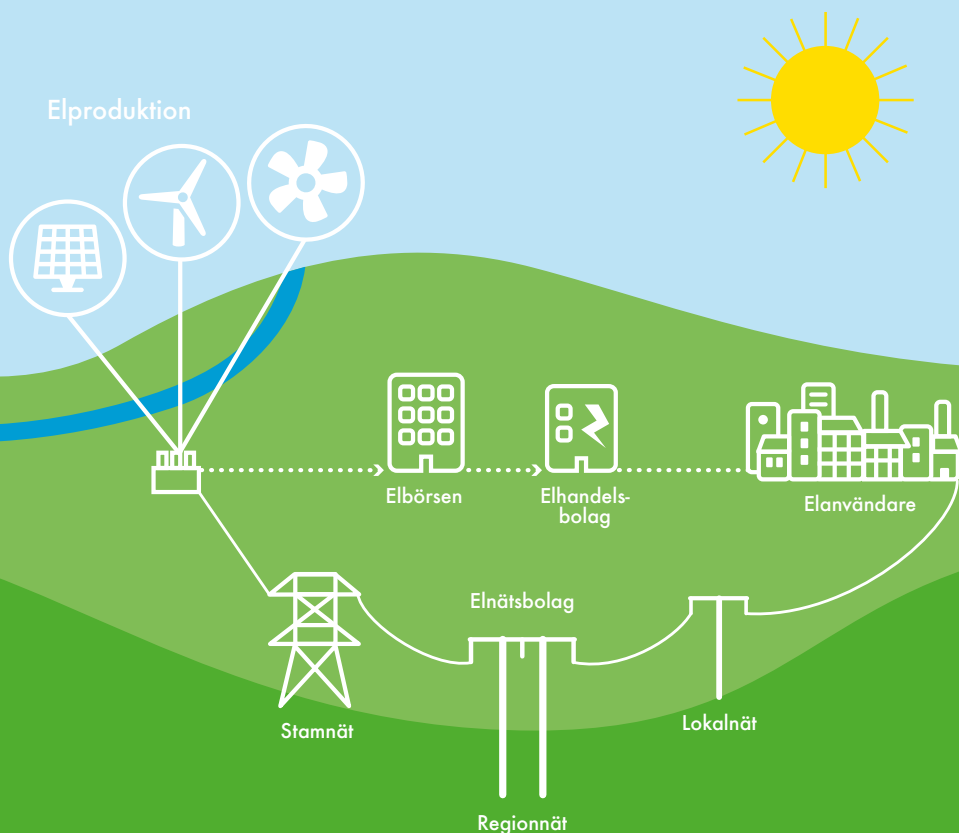 Elproduktion
Elbörsen
Elhandels-
bolag
Elanvändare
Elnätsbolag
Stamnät
Lokalnät
Regionnät